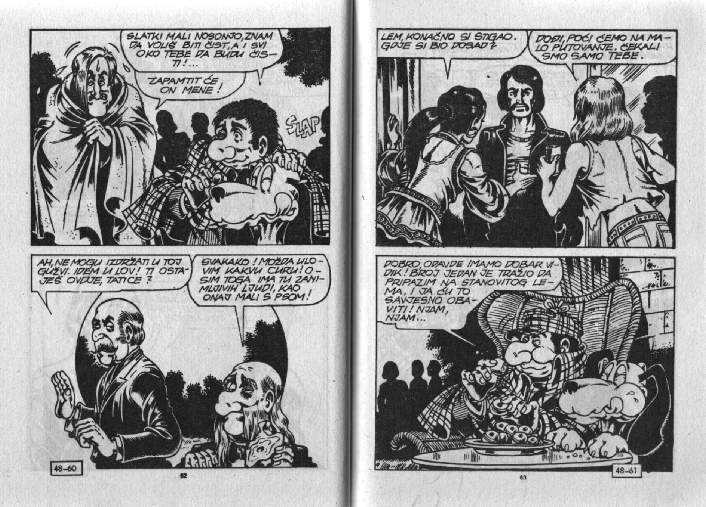 SLATKI MALI NOSONJO, ZNAM
DA VOLIŠ BITI ČIST, A I SVI
OKO TEBE DA BUDU ČIS-
TI!...
ZAPAMTIT ĆE
ON MENE!
SLAP
AH, NE MOGU IZDRŽATI U TOJ
GUŽVI. IDEM U LOV! TI OSTA-
JEŠ OVDJE, TATICE?
SVAKAKO! MOŽDA ULO-
VIM KAKVU CURU! O-
SIM TOGA IMA TU ZANI-
MLJIVIH LJUDI, KAO
ONAJ MALI S PSOM!
48-60
62
LEM, KONAČNO SI STIGAO.
GDJE SI BIO DOSAD?
DOĐI, POĆI ĆEMO NA MA-
LO PUTOVANJE. ČEKALI
SMO SAMO TEBE.
DOBRO, ODAVDE IMAMO DOBAR VI-
DIK! BROJ JEDAN JE TRAŽIO DA
PRIPAZIM NA STANOVITOG LE-
MA, I JA ĆU TO
SAVJESNO OBA-
VITI! NJAM,
NJAM...
48-61
63